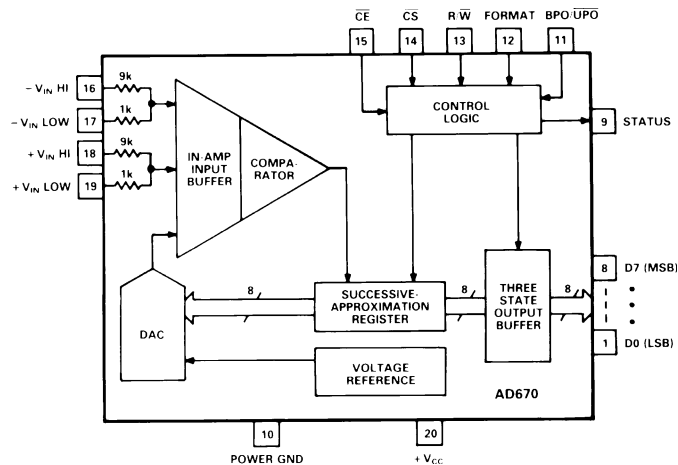 C̅E̅ C̅S̅ R/W̅ FORMAT BPO/U̅P̅O̅
15 14 13 12 11
− VIN HI 16 9k
− VIN LOW 17 1k
+ VIN HI 18 9k
+ VIN LOW 19 1k
IN-AMP
INPUT
BUFFER
COMPA-
RATOR
CONTROL
LOGIC
9 STATUS
DAC
8
SUCCESSIVE-
APPROXIMATION
REGISTER
8
THREE
STATE
OUTPUT
BUFFER
8
8 D7 (MSB)
1 D0 (LSB)
VOLTAGE
REFERENCE
AD670
10 20
POWER GND + VCC